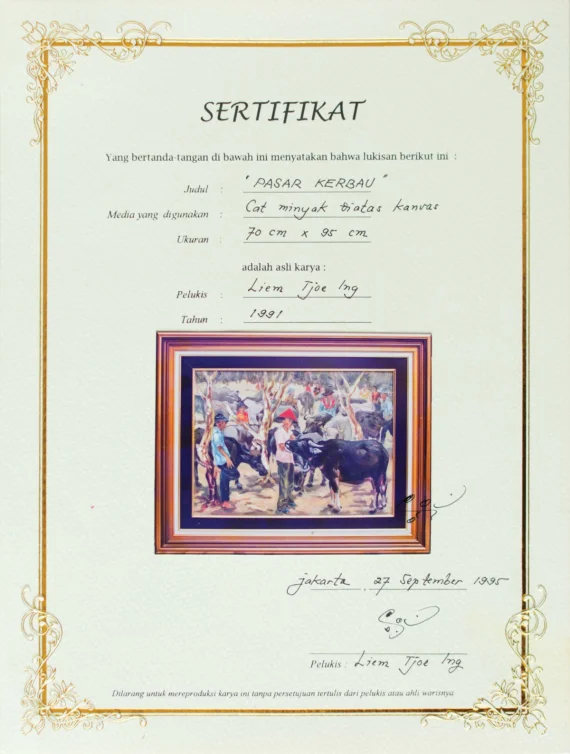 SERTIFIKAT
Yang bertanda-tangan di bawah ini menyatakan bahwa lukisan berikut ini :
Judul : "PASAR KERBAU"
Media yang digunakan : Cat minyak diatas kanvas
Ukuran : 70 cm x 95 cm
adalah asli karya :
Pelukis : Liem Tjoe Ing
Tahun : 1991
jakarta, 27 September 1995
Pelukis : Liem Tjoe Ing
Dilarang untuk mereproduksi karya ini tanpa persetujuan tertulis dari pelukis atau ahli warisnya